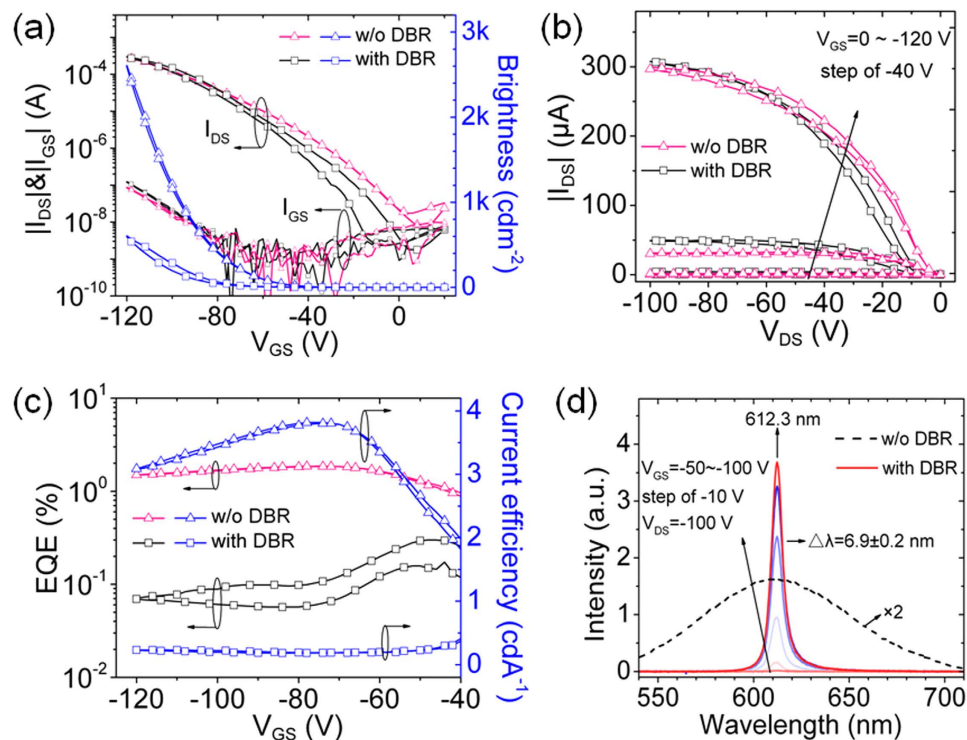 (a)
w/o DBR
with DBR
|I_DS|&|I_GS| (A)
10^-4
10^-6
10^-8
10^-10
I_DS
I_GS
3k
2k
1k
0
Brightness (cdm^-2)
-120 -80 -40 0
V_GS (V)
(b)
V_GS=0 ~ -120 V
step of -40 V
w/o DBR
with DBR
|I_DS| (μA)
300
200
100
0
-100 -80 -60 -40 -20 0
V_DS (V)
(c)
EQE (%)
10^1
10^0
10^-1
10^-2
w/o DBR
with DBR
4
3
2
1
0
Current efficiency (cdA^-1)
-120 -100 -80 -60 -40
V_GS (V)
(d)
612.3 nm
w/o DBR
with DBR
V_GS=-50~-100 V
step of -10 V
V_DS=-100 V
△λ=6.9±0.2 nm
×2
Intensity (a.u.)
4
3
2
1
0
550 600 650 700
Wavelength (nm)